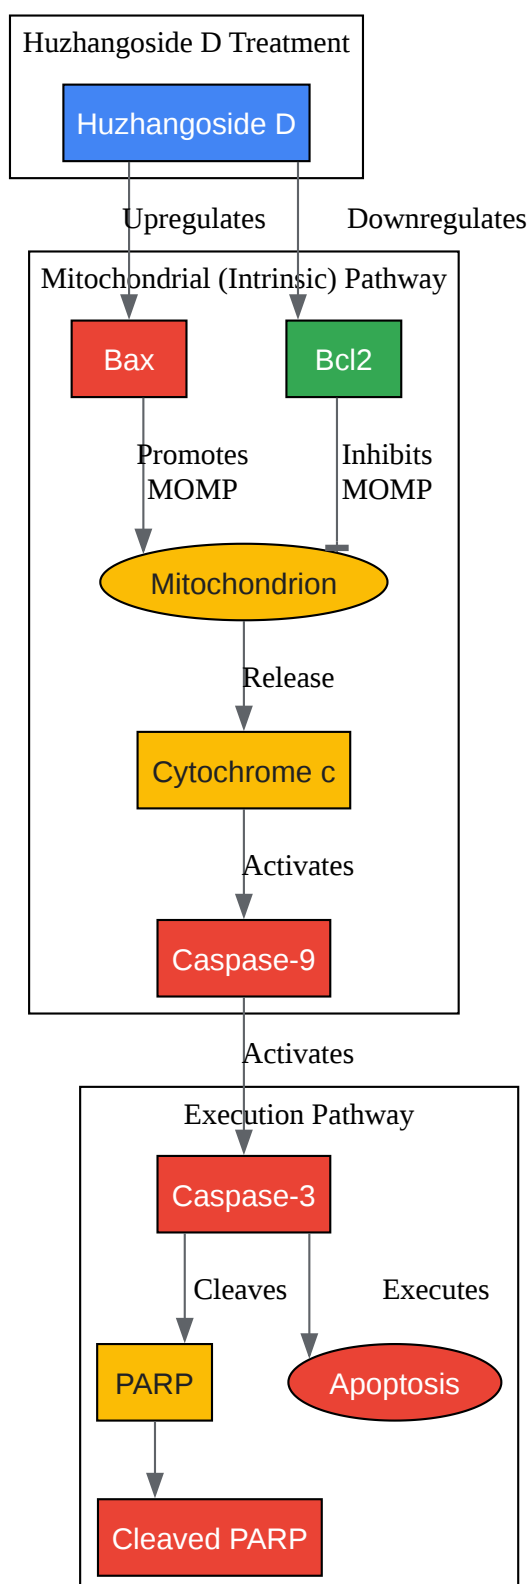 Huzhangoside D Treatment
Huzhangoside D
Upregulates
Downregulates
Mitochondrial (Intrinsic) Pathway
Bax
Bcl2
Promotes
MOMP
Inhibits
MOMP
Mitochondrion
Release
Cytochrome c
Activates
Caspase-9
Activates
Execution Pathway
Caspase-3
Cleaves
Executes
PARP
Apoptosis
Cleaved PARP